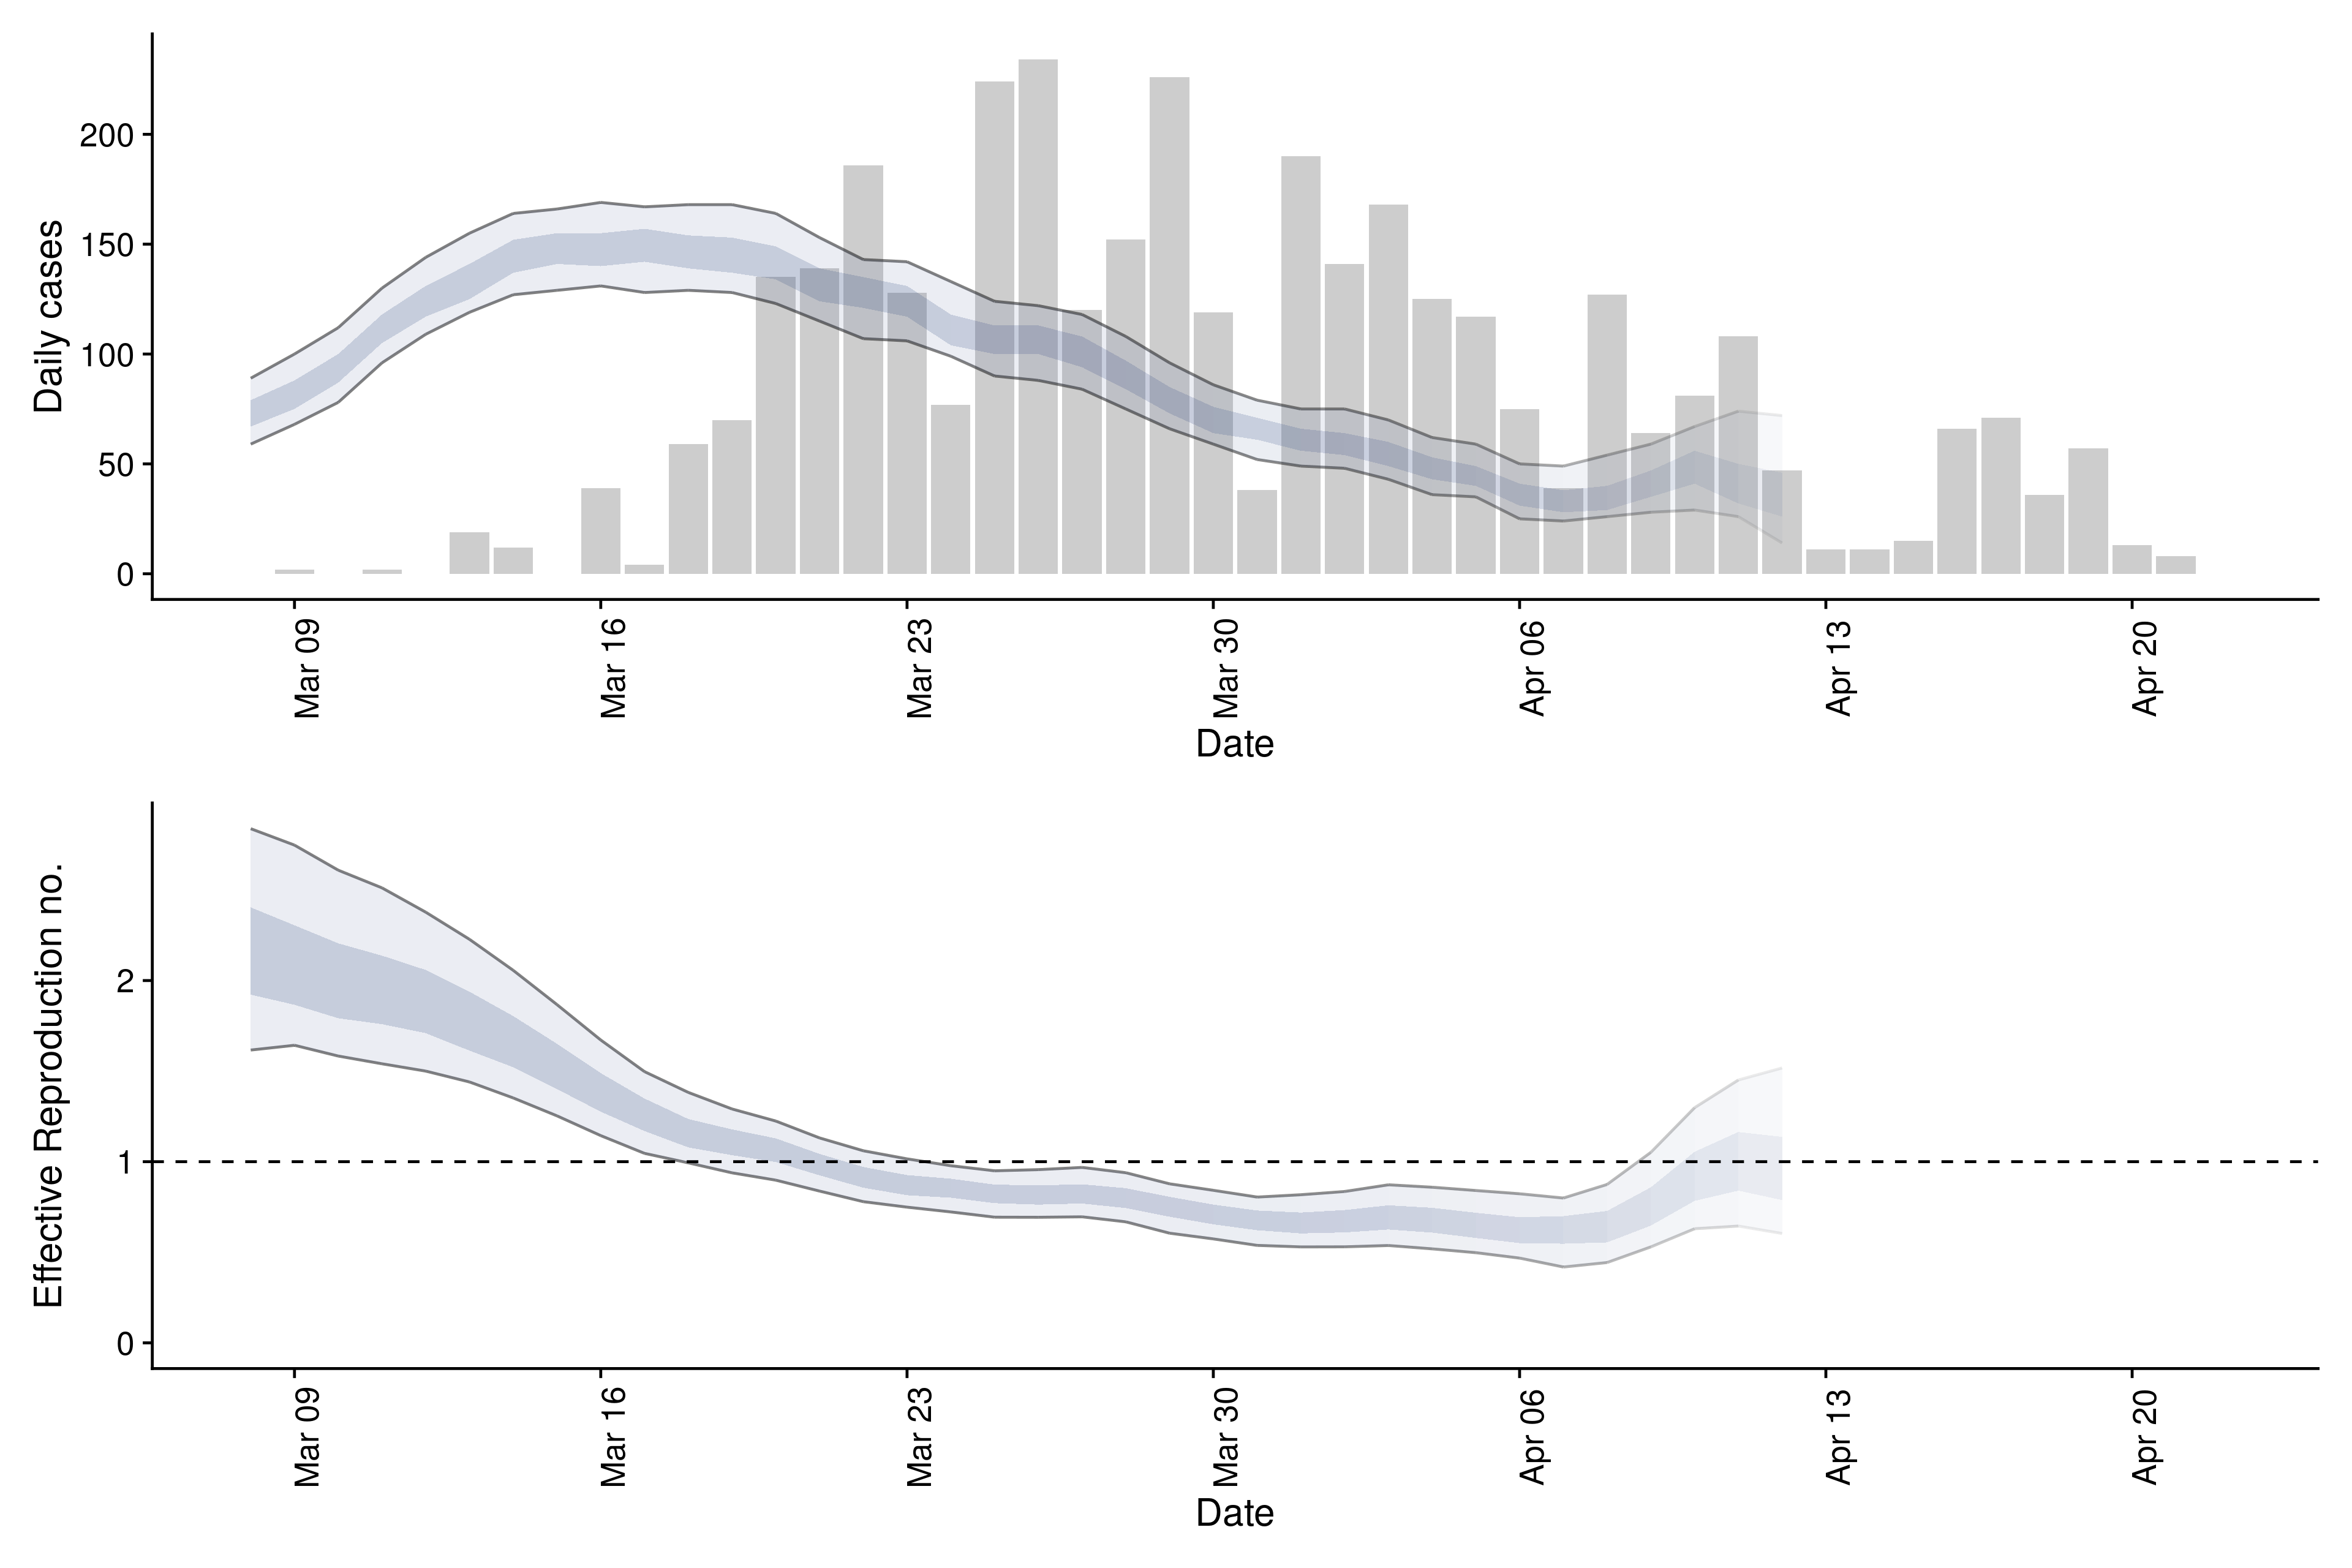 Daily cases
200
150
100
50
0
Mar 09
Mar 16
Mar 23
Mar 30
Apr 06
Apr 13
Apr 20
Date
Effective Reproduction no.
2
1
0
Mar 09
Mar 16
Mar 23
Mar 30
Apr 06
Apr 13
Apr 20
Date